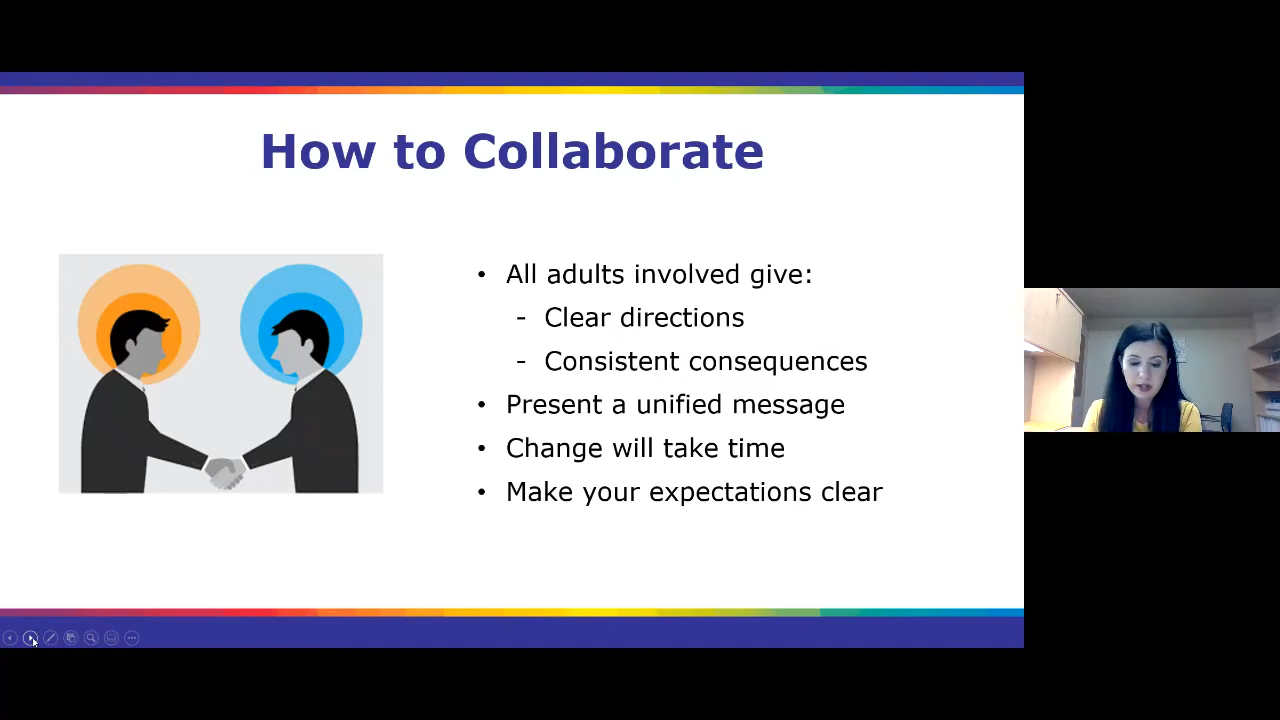 How to Collaborate
• All adults involved give:
- Clear directions
- Consistent consequences
• Present a unified message
• Change will take time
• Make your expectations clear